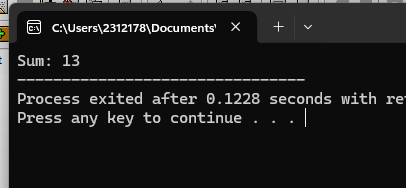 C:\Users\2312178\Documents\
Sum: 13
--------------------------------
Process exited after 0.1228 seconds with
Press any key to continue . . .